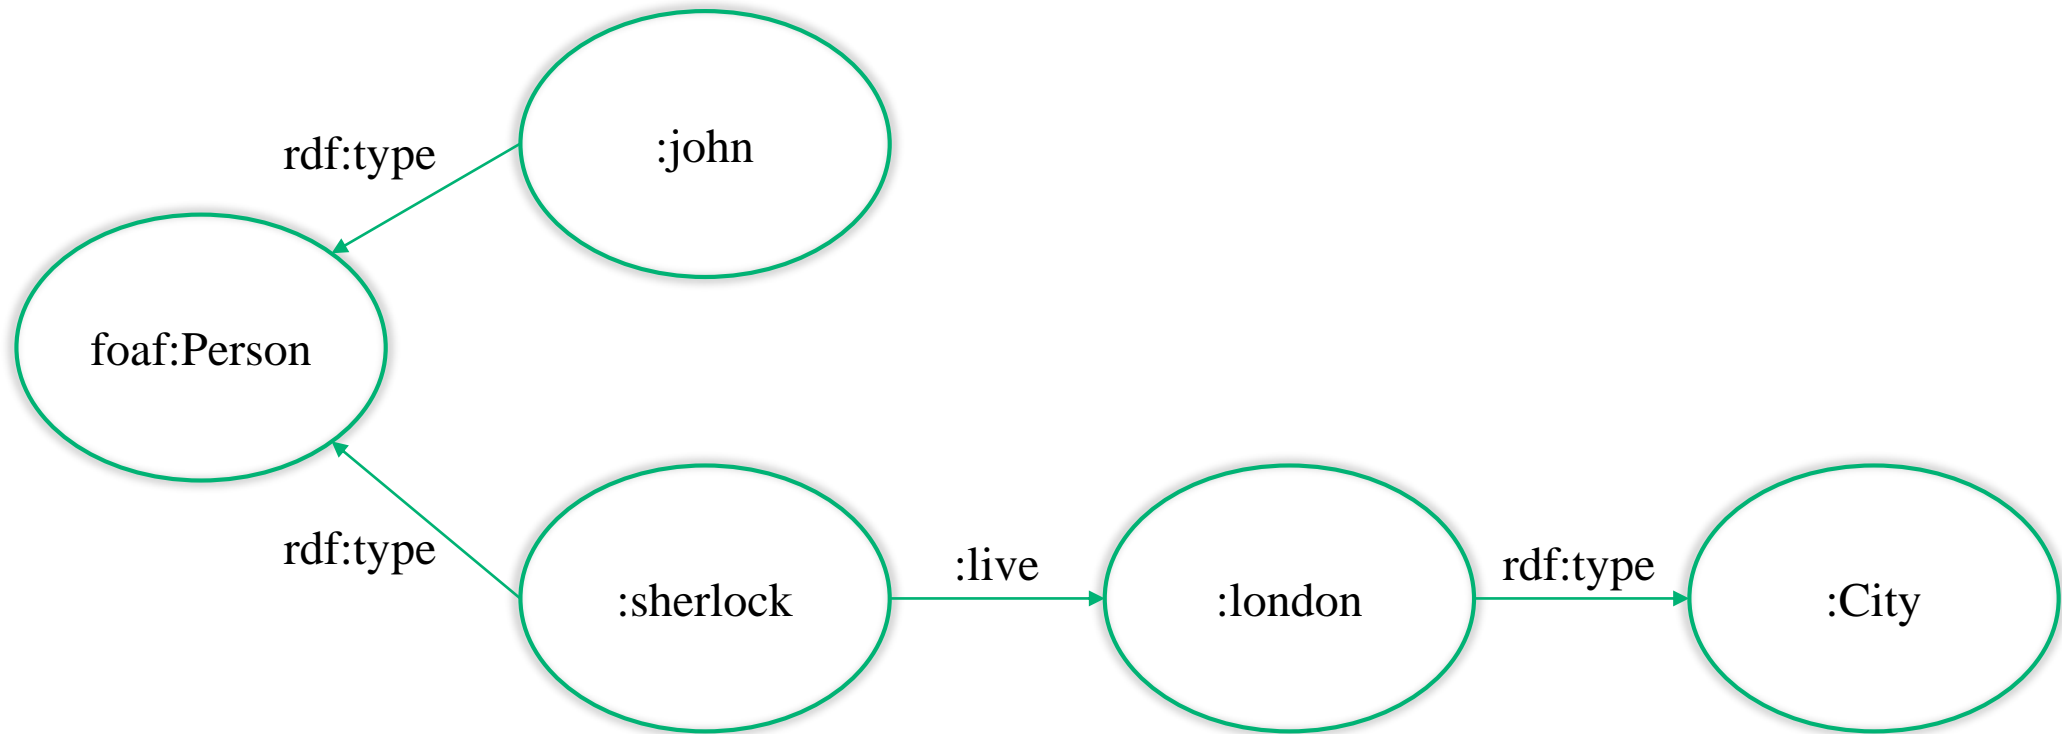 :john
rdf:type
foaf:Person
rdf:type
:sherlock
:live
:london
rdf:type
:City